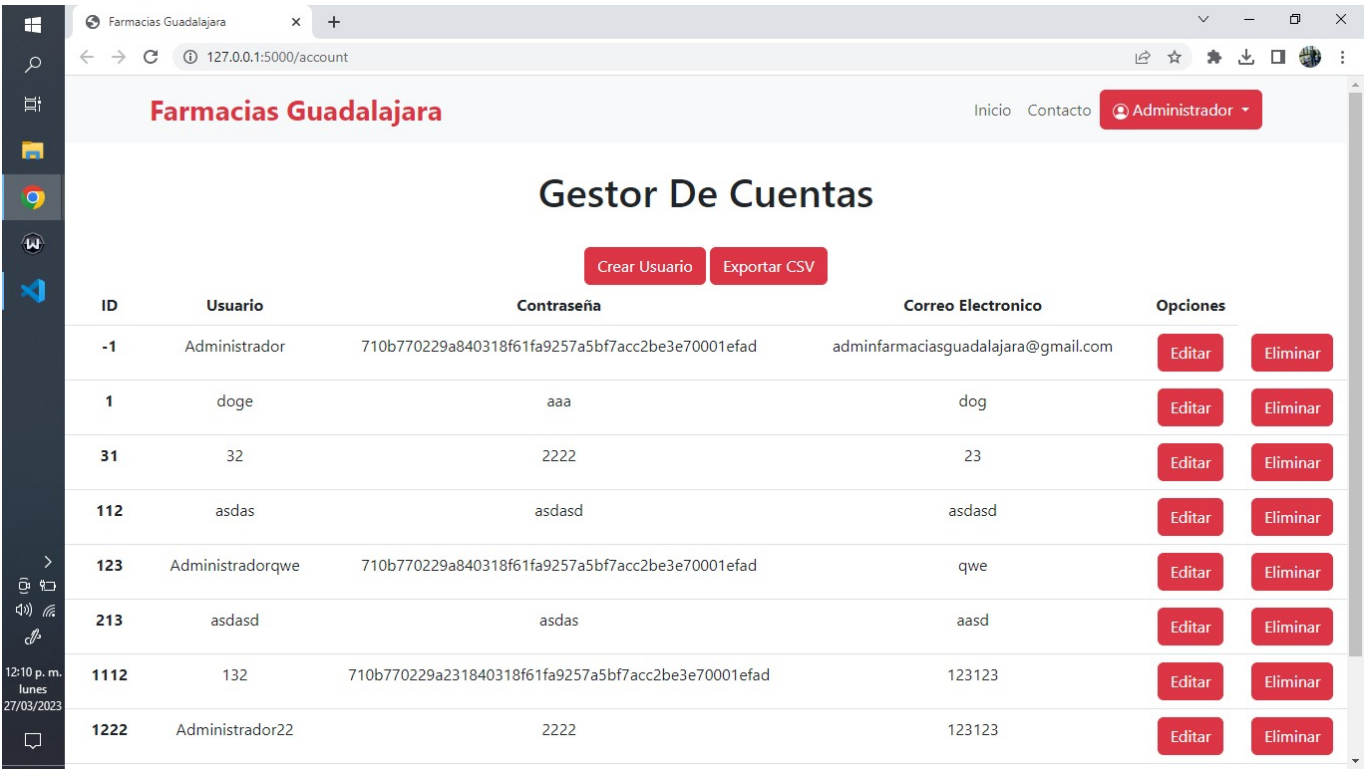 Farmacias Guadalajara
127.0.0.1:5000/account
Farmacias Guadalajara Inicio Contacto Administrador
Gestor De Cuentas
Crear Usuario Exportar CSV
ID Usuario Contraseña Correo Electronico Opciones
-1 Administrador 710b770229a840318f61fa9257a5bf7acc2be3e70001efad adminfarmaciasguadalajara@gmail.com Editar Eliminar
1 doge aaa dog Editar Eliminar
31 32 2222 23 Editar Eliminar
112 asdas asdasd asdasd Editar Eliminar
123 Administradorqwe 710b770229a840318f61fa9257a5bf7acc2be3e70001efad qwe Editar Eliminar
213 asdasd asdas aasd Editar Eliminar
1112 132 710b770229a231840318f61fa9257a5bf7acc2be3e70001efad 123123 Editar Eliminar
1222 Administrador22 2222 123123 Editar Eliminar
12:10 p. m.
lunes
27/03/2023